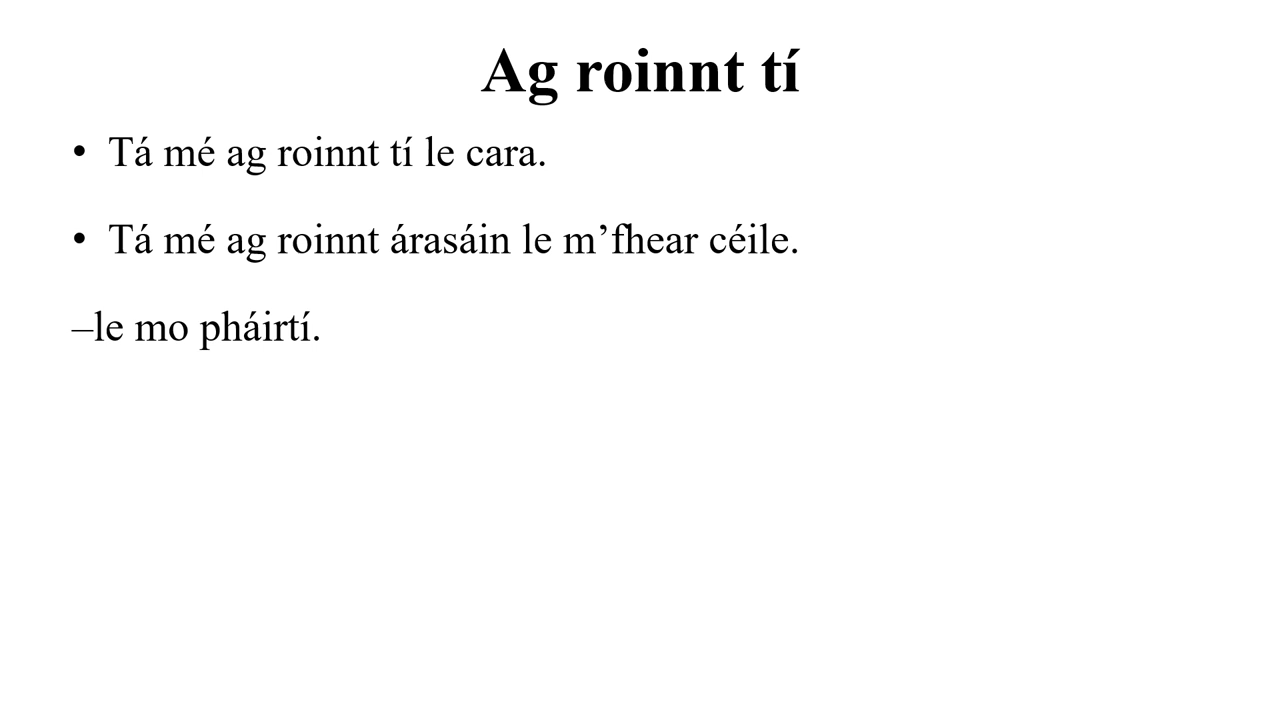 Ag roinnt tí
• Tá mé ag roinnt tí le cara.
• Tá mé ag roinnt árasáin le m’fhear céile.
–le mo pháirtí.